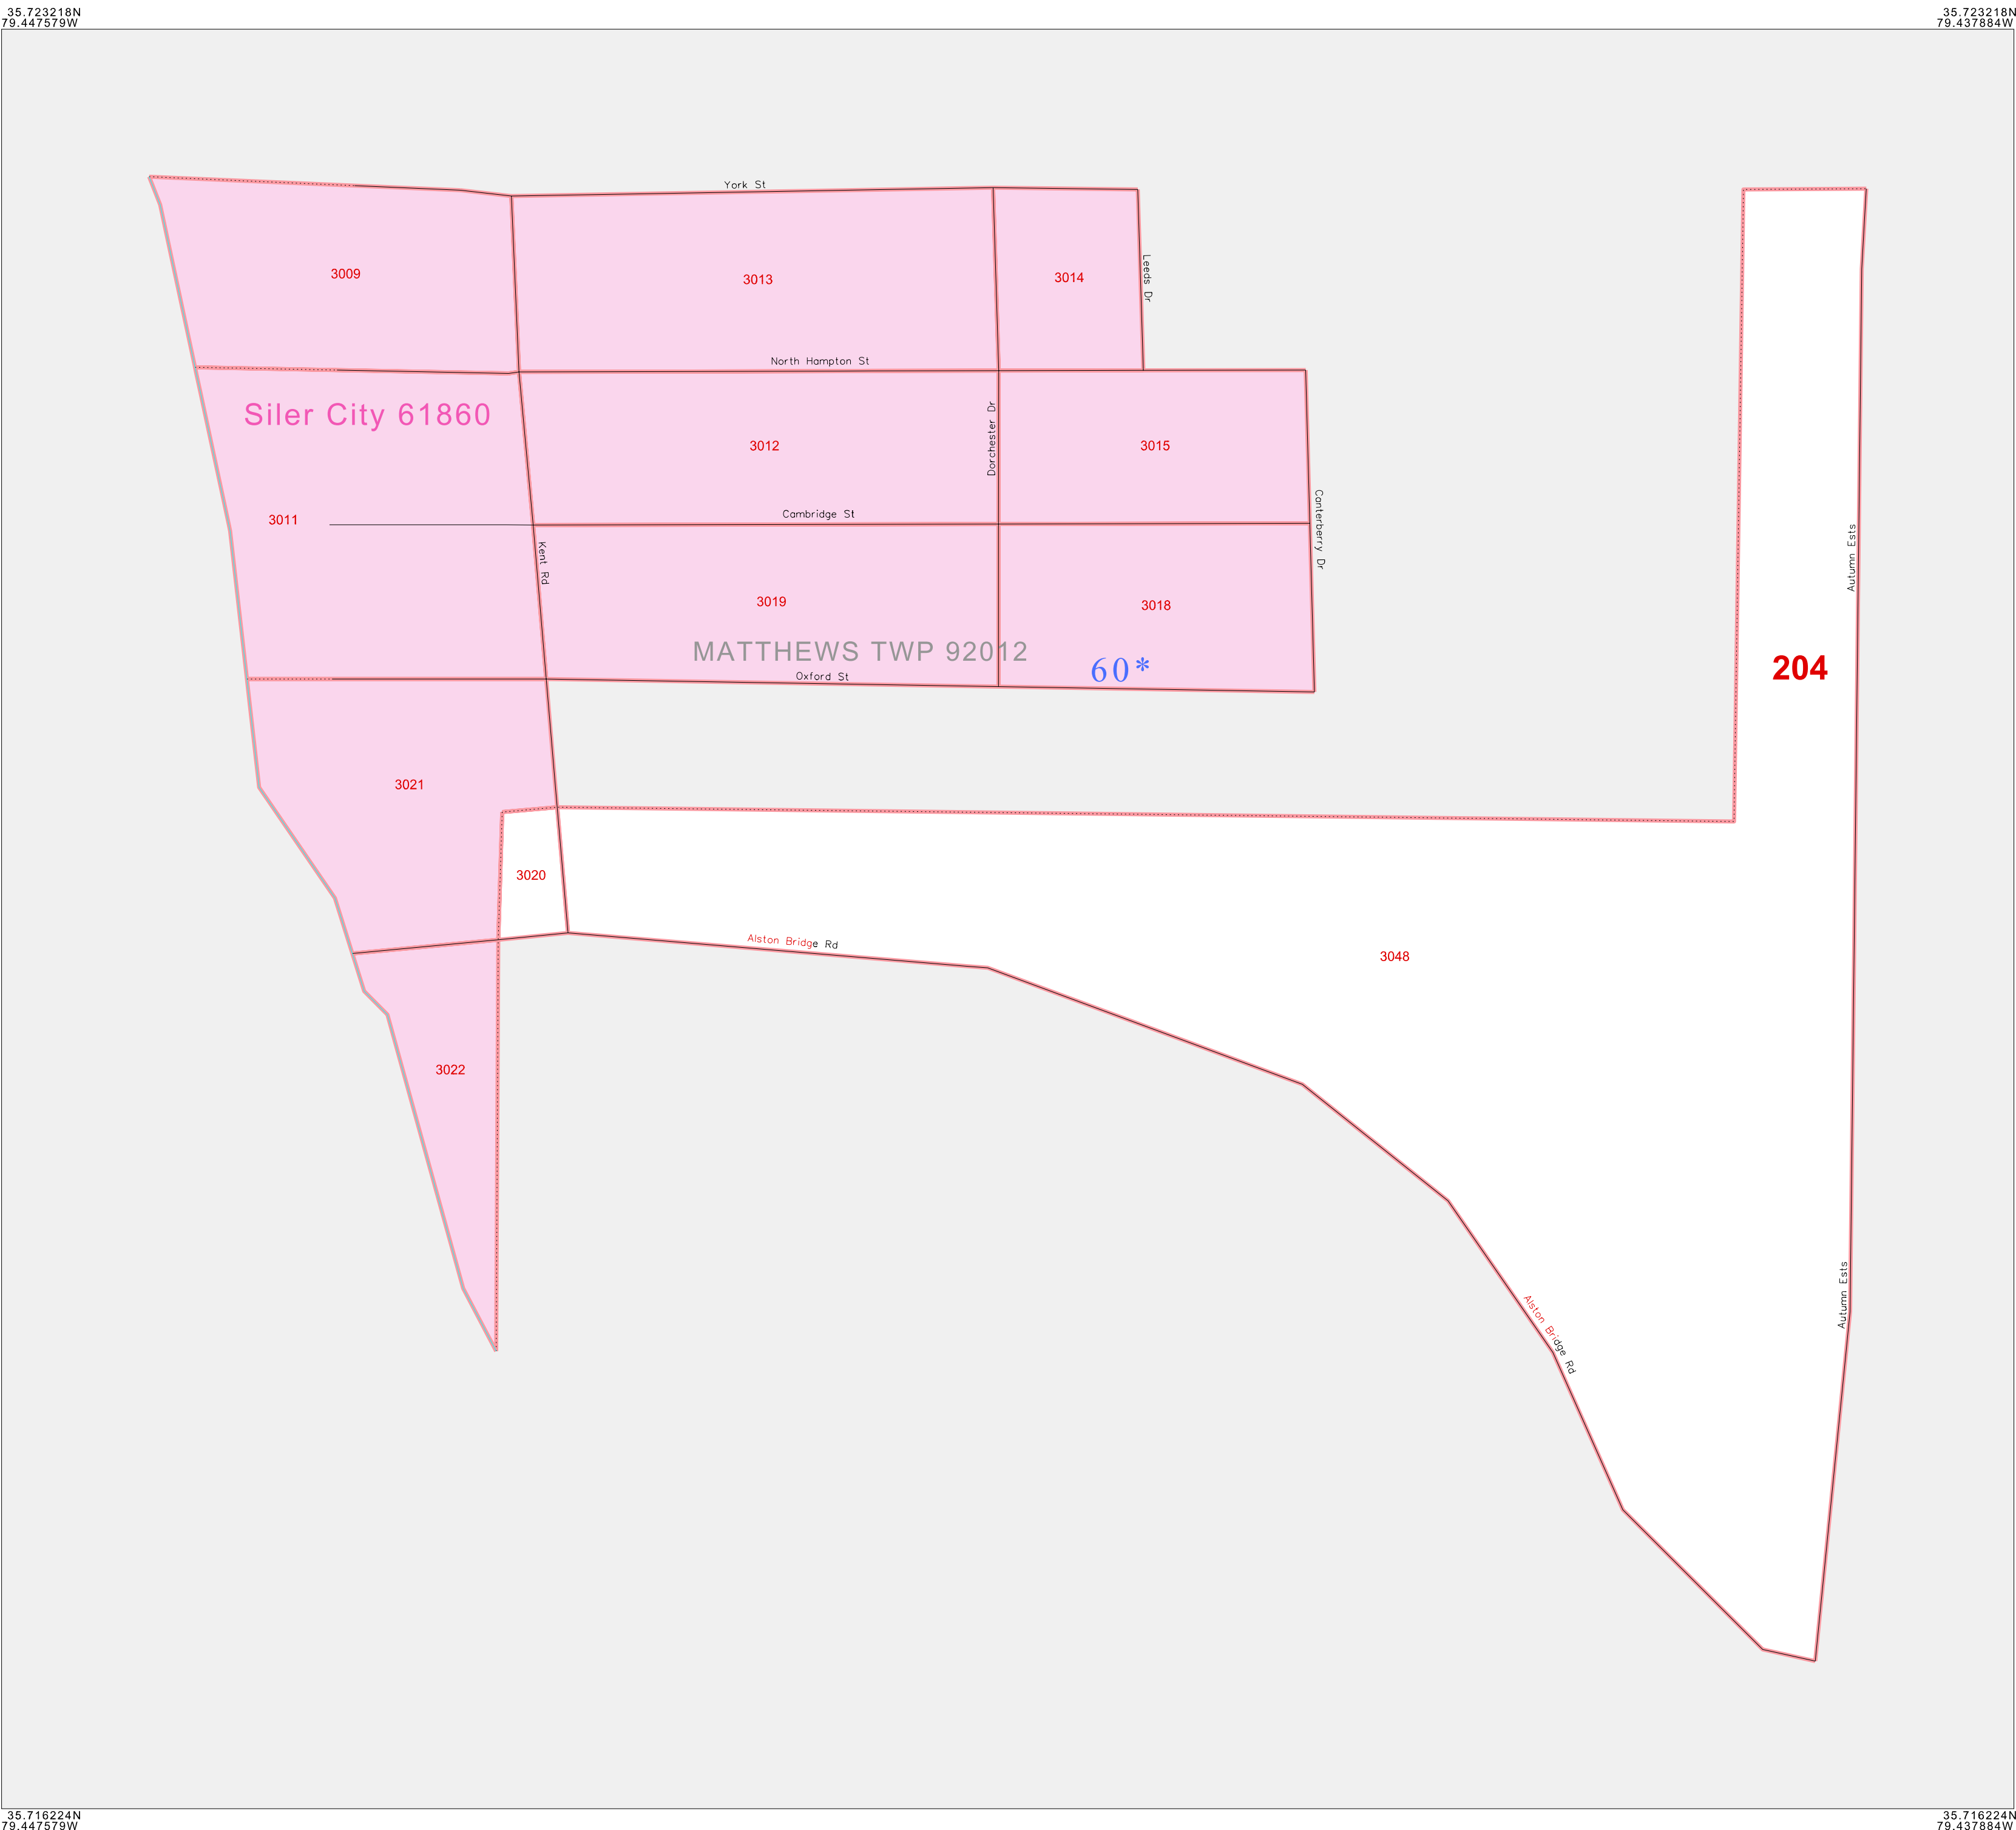 35.723218N
79.447579W
35.723218N
79.437884W
York St
Leeds Dr
3009
3013
3014
North Hampton St
Siler City 61860
Dorchester Dr
3012
3015
Cambridge St
3011
Canterberry Dr
Kent Rd
Autumn Ests
3019
3018
MATTHEWS TWP 92012
60*
204
Oxford St
3021
3020
Alston Bridge Rd
3048
3022
Alston Bridge Rd
Autumn Ests
35.716224N
79.447579W
35.716224N
79.437884W